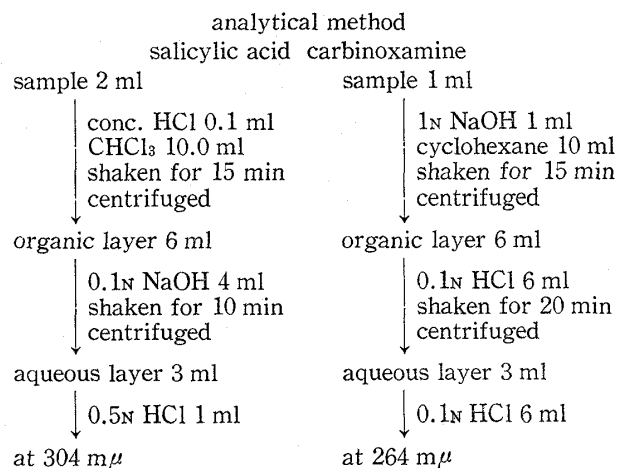 analytical method
salicylic acid carbinoxamine
sample 2 ml
conc. HCl 0.1 ml
CHCl₃ 10.0 ml
shaken for 15 min
centrifuged
organic layer 6 ml
0.1N NaOH 4 ml
shaken for 10 min
centrifuged
aqueous layer 3 ml
0.5N HCl 1 ml
at 304 mμ
sample 1 ml
1N NaOH 1 ml
cyclohexane 10 ml
shaken for 15 min
centrifuged
organic layer 6 ml
0.1N HCl 6 ml
shaken for 20 min
centrifuged
aqueous layer 3 ml
0.1N HCl 6 ml
at 264 mμ